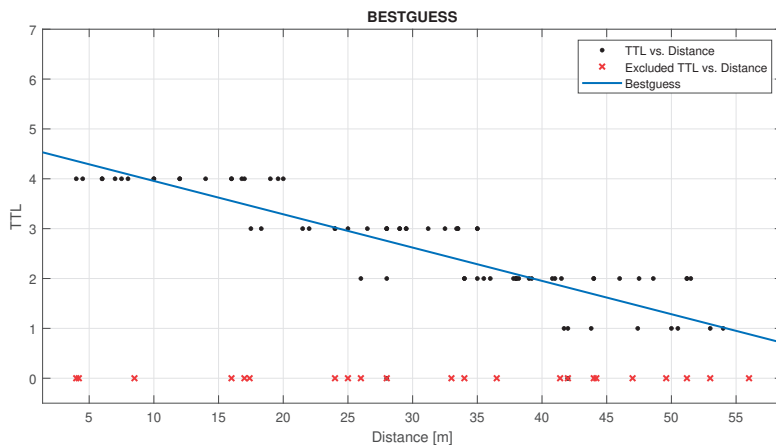 BESTGUESS
7
6
5
4
3
2
1
0
TTL
5 10 15 20 25 30 35 40 45 50 55
Distance [m]
TTL vs. Distance
Excluded TTL vs. Distance
Bestguess